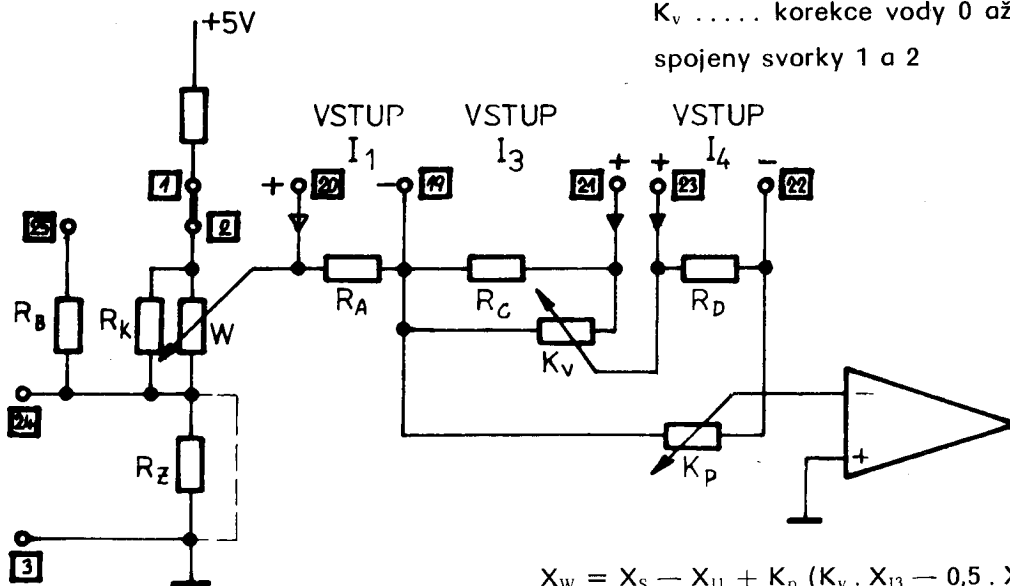 +5V
Kv ..... korekce vody 0 až
spojeny svorky 1 a 2
VSTUP VSTUP VSTUP
I1 I3 I4
1 + 20 - 19 21 + + 23 - 22
25 2
RA RC RD
RB RK W
Kv
24
RZ Kp
- +
3
XW = XS — XI1 + Kp (Kv . XI3 — 0,5 . X